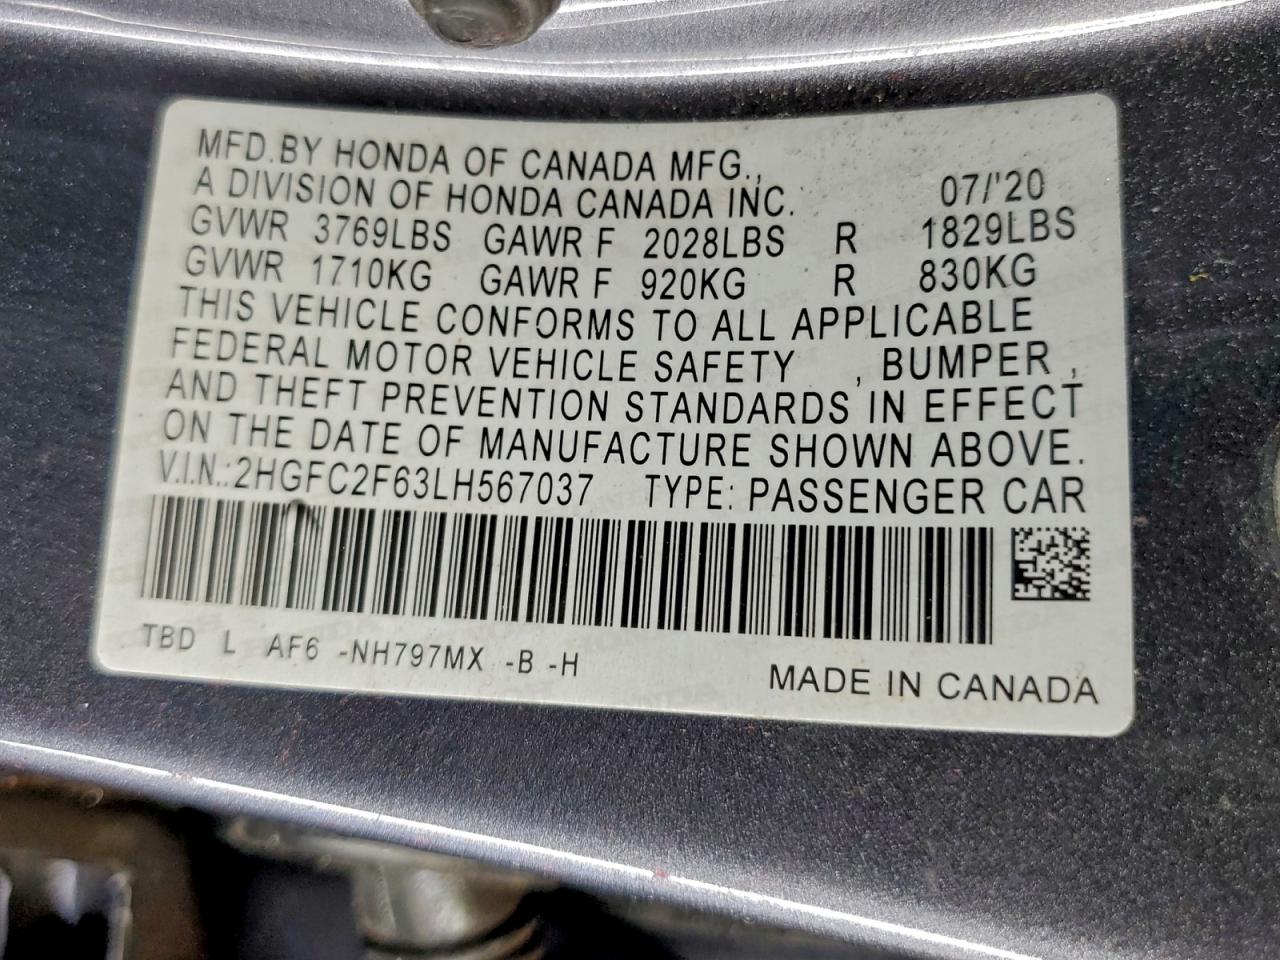 MFD.BY HONDA OF CANADA MFG.,
A DIVISION OF HONDA CANADA INC. 07/'20
GVWR 3769LBS GAWR F 2028LBS R 1829LBS
GVWR 1710KG GAWR F 920KG R 830KG
THIS VEHICLE CONFORMS TO ALL APPLICABLE
FEDERAL MOTOR VEHICLE SAFETY , BUMPER ,
AND THEFT PREVENTION STANDARDS IN EFFECT
ON THE DATE OF MANUFACTURE SHOWN ABOVE.
V.I.N.:2HGFC2F63LH567037 TYPE: PASSENGER CAR
TBD L AF6 -NH797MX -B -H
MADE IN CANADA